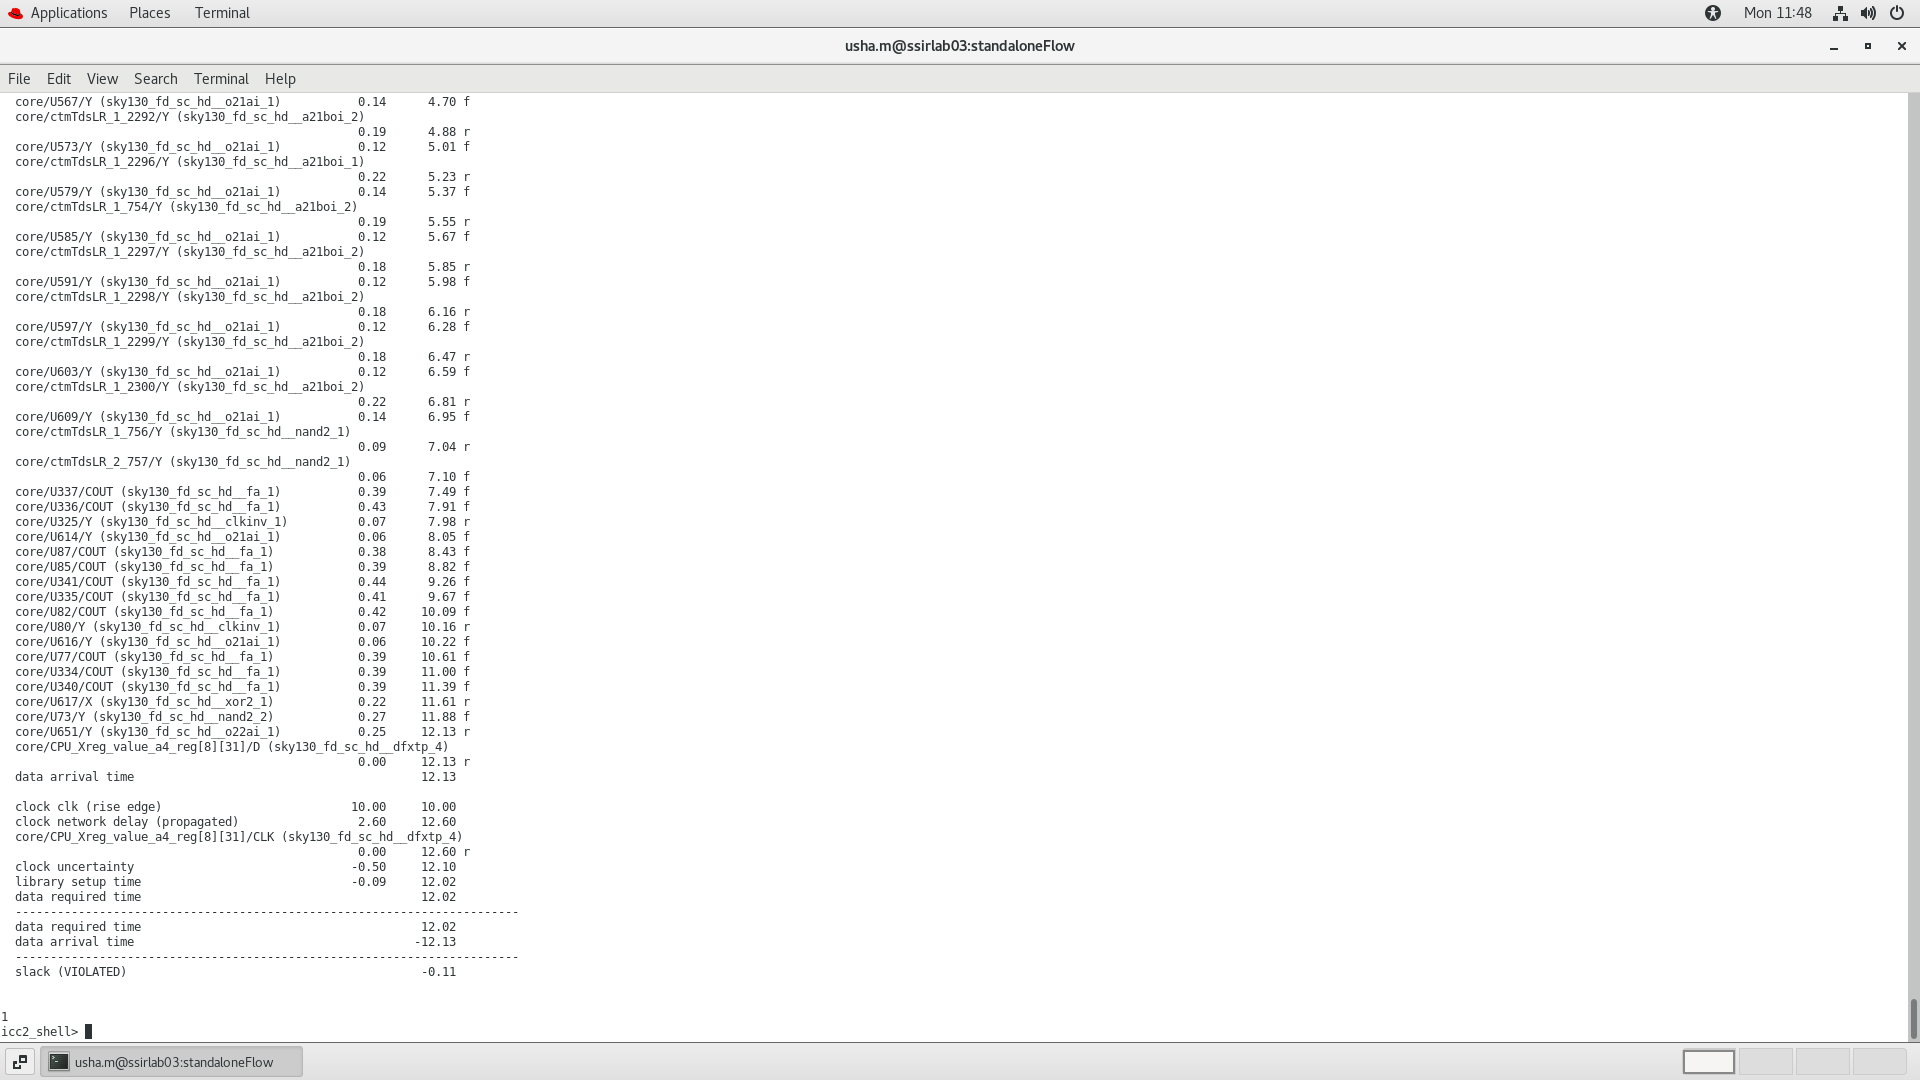 Applications Places Terminal Mon 11:48
usha.m@ssirlab03:standaloneFlow
File Edit View Search Terminal Help
core/U567/Y (sky130_fd_sc_hd__o21ai_1) 0.14 4.70 f
core/ctmTdsLR_1_2292/Y (sky130_fd_sc_hd__a21boi_2)
0.19 4.88 r
core/U573/Y (sky130_fd_sc_hd__o21ai_1) 0.12 5.01 f
core/ctmTdsLR_1_2296/Y (sky130_fd_sc_hd__a21boi_1)
0.22 5.23 r
core/U579/Y (sky130_fd_sc_hd__o21ai_1) 0.14 5.37 f
core/ctmTdsLR_1_754/Y (sky130_fd_sc_hd__a21boi_2)
0.19 5.55 r
core/U585/Y (sky130_fd_sc_hd__o21ai_1) 0.12 5.67 f
core/ctmTdsLR_1_2297/Y (sky130_fd_sc_hd__a21boi_2)
0.18 5.85 r
core/U591/Y (sky130_fd_sc_hd__o21ai_1) 0.12 5.98 f
core/ctmTdsLR_1_2298/Y (sky130_fd_sc_hd__a21boi_2)
0.18 6.16 r
core/U597/Y (sky130_fd_sc_hd__o21ai_1) 0.12 6.28 f
core/ctmTdsLR_1_2299/Y (sky130_fd_sc_hd__a21boi_2)
0.18 6.47 r
core/U603/Y (sky130_fd_sc_hd__o21ai_1) 0.12 6.59 f
core/ctmTdsLR_1_2300/Y (sky130_fd_sc_hd__a21boi_2)
0.22 6.81 r
core/U609/Y (sky130_fd_sc_hd__o21ai_1) 0.14 6.95 f
core/ctmTdsLR_1_756/Y (sky130_fd_sc_hd__nand2_1)
0.09 7.04 r
core/ctmTdsLR_2_757/Y (sky130_fd_sc_hd__nand2_1)
0.06 7.10 f
core/U337/COUT (sky130_fd_sc_hd__fa_1) 0.39 7.49 f
core/U336/COUT (sky130_fd_sc_hd__fa_1) 0.43 7.91 f
core/U325/Y (sky130_fd_sc_hd__clkinv_1) 0.07 7.98 r
core/U614/Y (sky130_fd_sc_hd__o21ai_1) 0.06 8.05 f
core/U87/COUT (sky130_fd_sc_hd__fa_1) 0.38 8.43 f
core/U85/COUT (sky130_fd_sc_hd__fa_1) 0.39 8.82 f
core/U341/COUT (sky130_fd_sc_hd__fa_1) 0.44 9.26 f
core/U335/COUT (sky130_fd_sc_hd__fa_1) 0.41 9.67 f
core/U82/COUT (sky130_fd_sc_hd__fa_1) 0.42 10.09 f
core/U80/Y (sky130_fd_sc_hd__clkinv_1) 0.07 10.16 r
core/U616/Y (sky130_fd_sc_hd__o21ai_1) 0.06 10.22 f
core/U77/COUT (sky130_fd_sc_hd__fa_1) 0.39 10.61 f
core/U334/COUT (sky130_fd_sc_hd__fa_1) 0.39 11.00 f
core/U340/COUT (sky130_fd_sc_hd__fa_1) 0.39 11.39 f
core/U617/X (sky130_fd_sc_hd__xor2_1) 0.22 11.61 r
core/U73/Y (sky130_fd_sc_hd__nand2_2) 0.27 11.88 f
core/U651/Y (sky130_fd_sc_hd__o22ai_1) 0.25 12.13 r
core/CPU_Xreg_value_a4_reg[8][31]/D (sky130_fd_sc_hd__dfxtp_4)
0.00 12.13 r
data arrival time 12.13
clock clk (rise edge) 10.00 10.00
clock network delay (propagated) 2.60 12.60
core/CPU_Xreg_value_a4_reg[8][31]/CLK (sky130_fd_sc_hd__dfxtp_4)
0.00 12.60 r
clock uncertainty -0.50 12.10
library setup time -0.09 12.02
data required time 12.02
------------------------------------------------------------------------
data required time 12.02
data arrival time -12.13
------------------------------------------------------------------------
slack (VIOLATED) -0.11
1
icc2_shell>
usha.m@ssirlab03:standaloneFlow